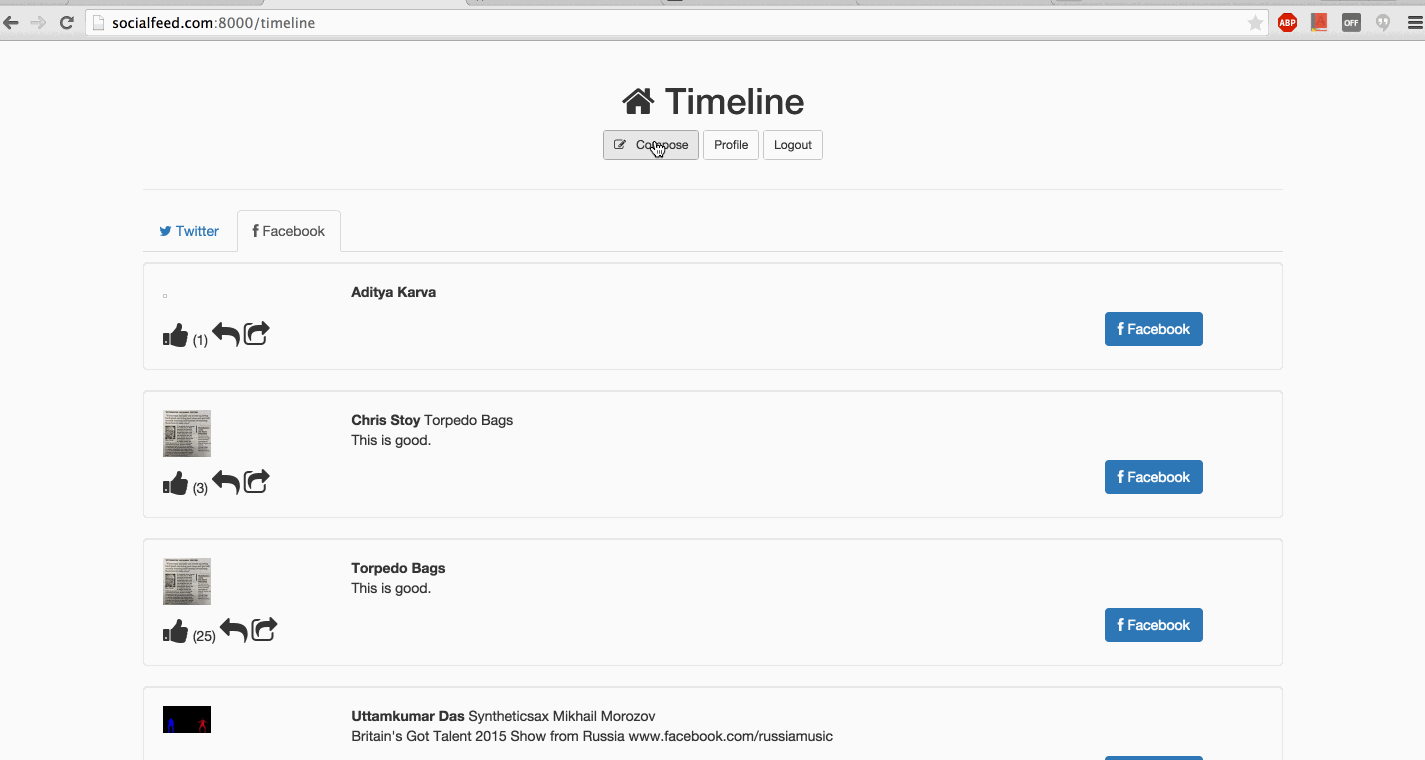 socialfeed.com:8000/timeline
ABP
A
OFF
Timeline
Compose
Profile
Logout
Twitter
Facebook
Aditya Karva
(1)
Facebook
Chris Stoy Torpedo Bags
This is good.
(3)
Facebook
Torpedo Bags
This is good.
(25)
Facebook
Uttamkumar Das Syntheticsax Mikhail Morozov
Britain's Got Talent 2015 Show from Russia www.facebook.com/russiamusic